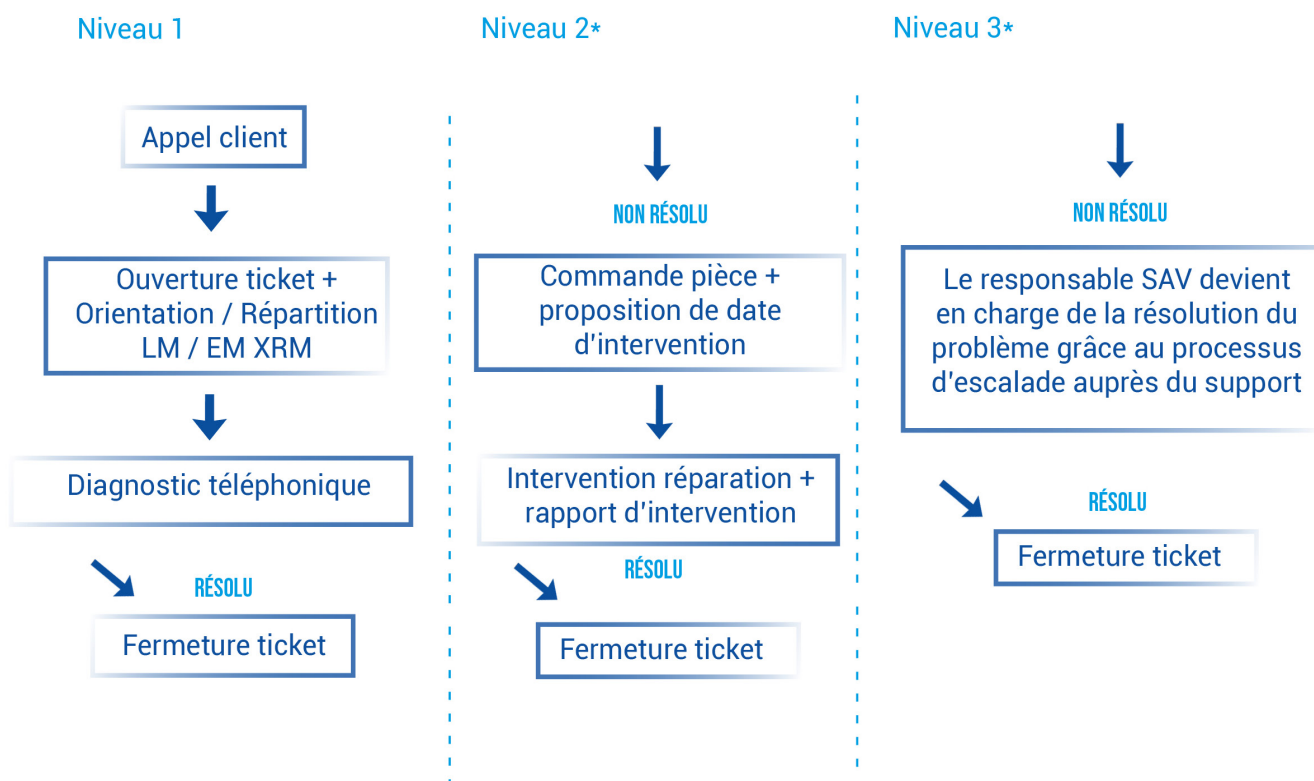 Niveau 1
Appel client
Ouverture ticket +
Orientation / Répartition
LM / EM XRM
Diagnostic téléphonique
RÉSOLU
Fermeture ticket
Niveau 2*
NON RÉSOLU
Commande pièce +
proposition de date
d'intervention
Intervention réparation +
rapport d'intervention
RÉSOLU
Fermeture ticket
Niveau 3*
NON RÉSOLU
Le responsable SAV devient
en charge de la résolution du
problème grâce au processus
d'escalade auprès du support
RÉSOLU
Fermeture ticket